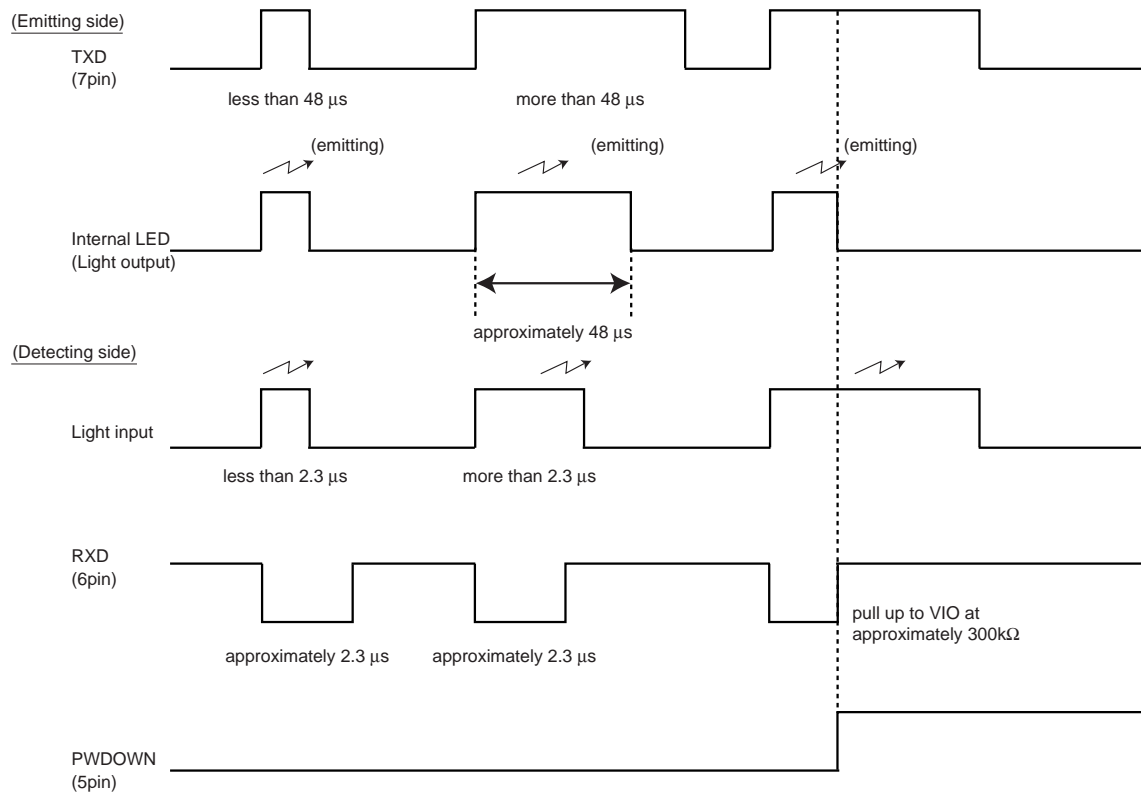 (Emitting side)
TXD
(7pin)
less than 48 μs
more than 48 μs
(emitting)
(emitting)
(emitting)
Internal LED
(Light output)
approximately 48 μs
(Detecting side)
Light input
less than 2.3 μs
more than 2.3 μs
RXD
(6pin)
pull up to VIO at
approximately 300kΩ
approximately 2.3 μs
approximately 2.3 μs
PWDOWN
(5pin)